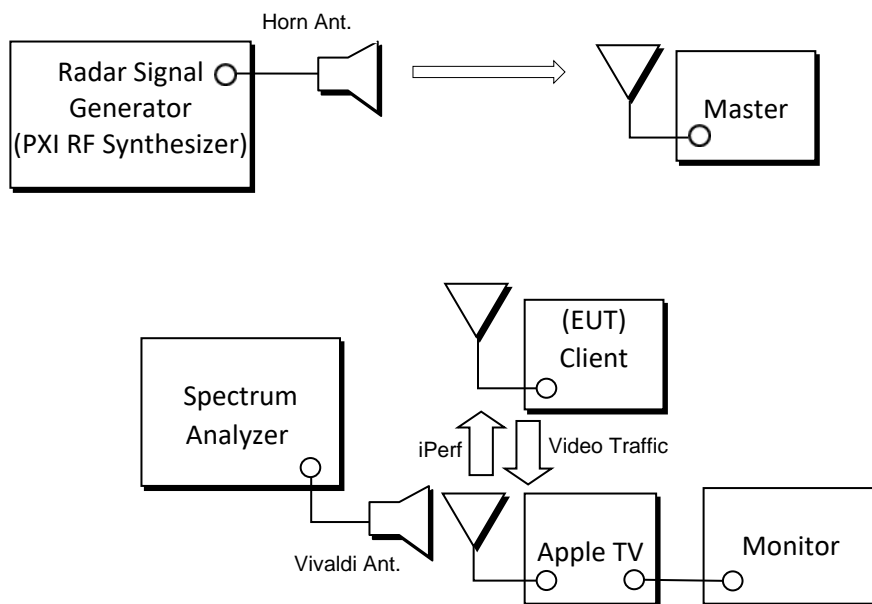 Horn Ant.
Radar Signal
Generator
(PXI RF Synthesizer)
Master
(EUT)
Client
Spectrum
Analyzer
iPerf
Video Traffic
Vivaldi Ant.
Apple TV
Monitor